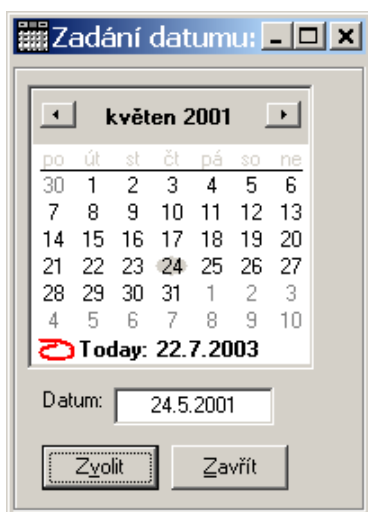 Zadání datumu:
květen 2001
po út st čt pá so ne
30 1 2 3 4 5 6
7 8 9 10 11 12 13
14 15 16 17 18 19 20
21 22 23 24 25 26 27
28 29 30 31 1 2 3
4 5 6 7 8 9 10
Today: 22.7.2003
Datum: 24.5.2001
Zvolit Zavřít